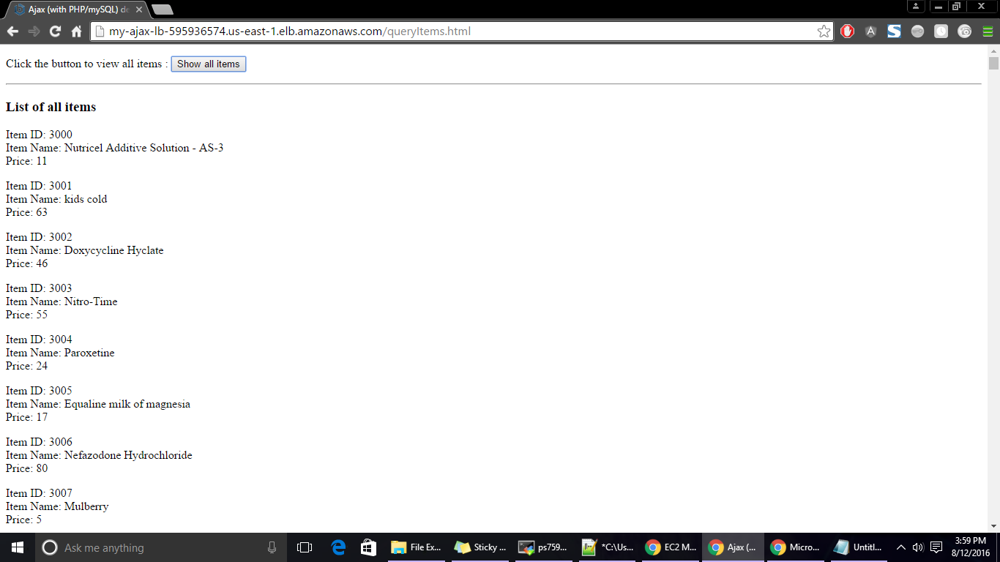 Ajax (with PHP/mySQL) de
my-ajax-lb-595936574.us-east-1.elb.amazonaws.com/queryItems.html
Click the button to view all items : Show all items
List of all items
Item ID: 3000
Item Name: Nutricel Additive Solution - AS-3
Price: 11
Item ID: 3001
Item Name: kids cold
Price: 63
Item ID: 3002
Item Name: Doxycycline Hyclate
Price: 46
Item ID: 3003
Item Name: Nitro-Time
Price: 55
Item ID: 3004
Item Name: Paroxetine
Price: 24
Item ID: 3005
Item Name: Equaline milk of magnesia
Price: 17
Item ID: 3006
Item Name: Nefazodone Hydrochloride
Price: 80
Item ID: 3007
Item Name: Mulberry
Price: 5
Ask me anything
File Ex...
Sticky ...
ps759...
*C:\Us...
EC2 M...
Ajax (...
Micro...
Untitl...
3:59 PM
8/12/2016